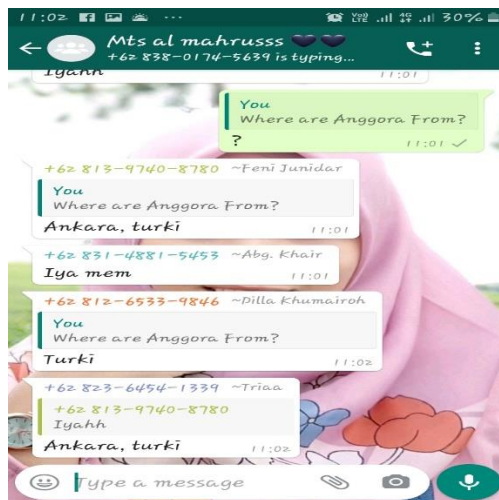 11:02 ... 4G 30%
Mts al mahrusss
+62 838-0174-5639 is typing...
Iyahh 11:01
You
Where are Anggora From?
? 11:01
+62 813-9740-8780 ~Feni Junidar
You
Where are Anggora From?
Ankara, turki 11:01
+62 831-4881-5453 ~Abg. Khair
Iya mem 11:01
+62 812-6533-9846 ~Dilla Khumairoh
You
Where are Anggora From?
Turki 11:02
+62 823-6454-1339 ~Triaa
+62 813-9740-8780
Iyahh
Ankara, turki 11:02
Type a message